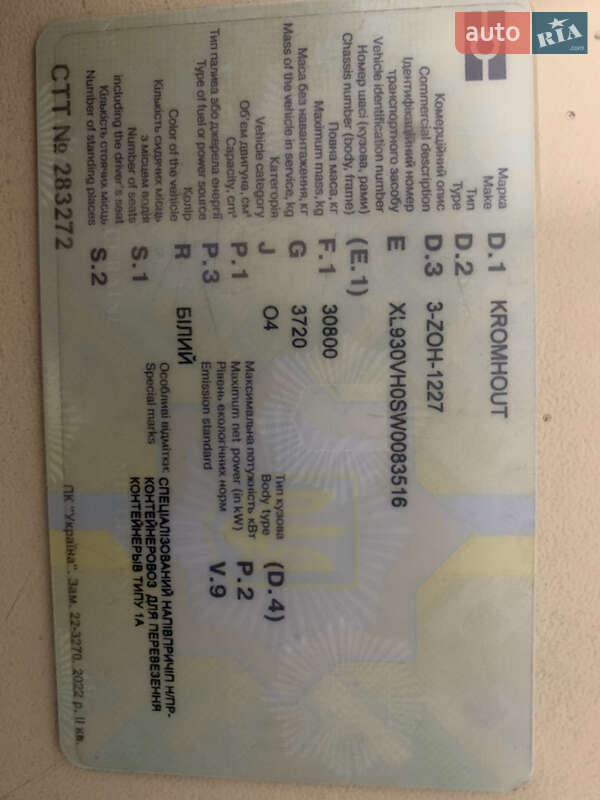 auto RIA.com
Марка
Make
D.1 KROMHOUT
Тип
Type
D.2
Комерційний опис
Commercial description
D.3 3-ZOH-1227
Ідентифікаційний номер
транспортного засобу
Vehicle identification number
E XL930VH0SW0083516
Номер шасі (кузова, рами)
Chassis number (body, frame)
(E.1)
Повна маса, кг
Maximum mass, kg
F.1 30800
Маса без навантаження, кг
Mass of the vehicle in service, kg
G 3720
Категорія
Vehicle category
J O4
Тип кузова
Body type
(D.4)
Об'єм двигуна, см³
Capacity, cm³
P.1
Максимальна потужність кВт
Maximum net power (in kW)
P.2
Тип палива або джерела енергії
Type of fuel or power source
P.3
Рівень екологінних норм
Emission standard
V.9
Колір
Color of the vehicle
R БІЛИЙ
Кількість сидячих місць
з місцем водія
Number of seats
including the driver's seat
S.1
Особливі відмітки:
Special marks
СПЕЦІАЛІЗОВАНИЙ НАПІВПРИЧІП Н/ПР-
КОНТЕЙНЕРОВОЗ ДЛЯ ПЕРЕВЕЗЕННЯ
КОНТЕЙНЕРЫВ ТИПУ 1А
Кількість стоячих місць
Number of standing places
S.2
СТТ № 283272
ПК "Україна". Зам. 22-3270. 2022 р. II кв.